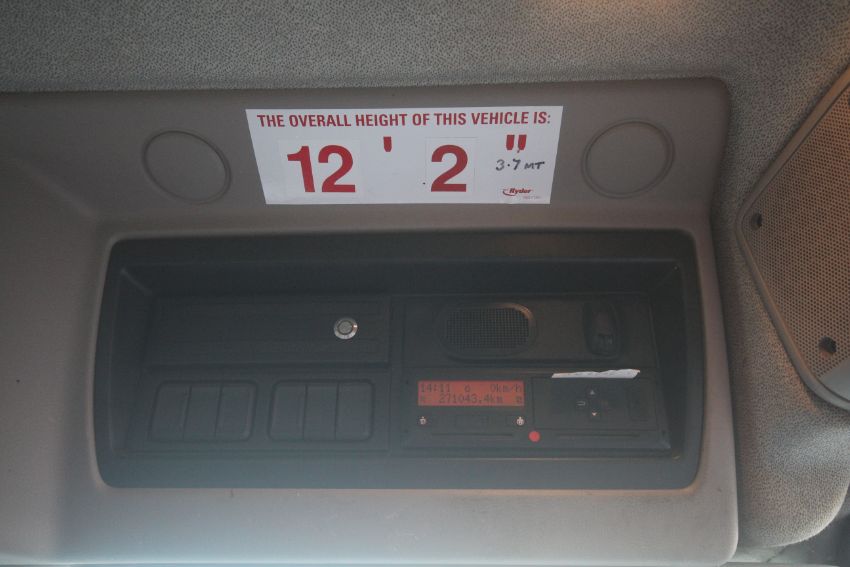 THE OVERALL HEIGHT OF THIS VEHICLE IS:
12 ' 2 "
3.7 MT
Ryder
14:11 0km/h
271043.4km